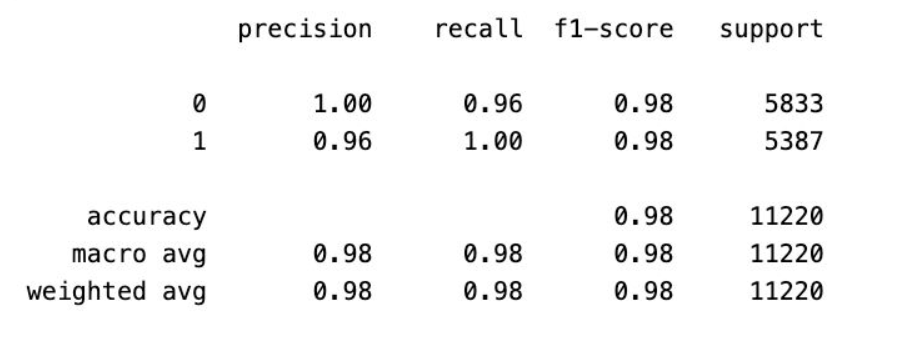 precision recall f1-score support
0 1.00 0.96 0.98 5833
1 0.96 1.00 0.98 5387
accuracy 0.98 11220
macro avg 0.98 0.98 0.98 11220
weighted avg 0.98 0.98 0.98 11220